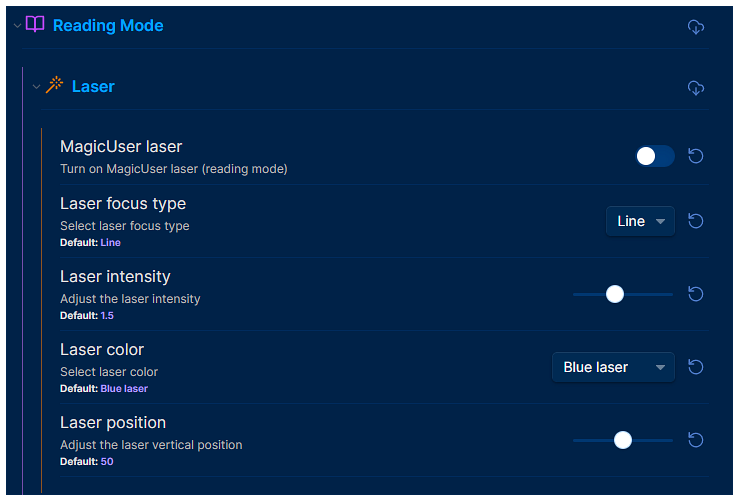 Reading Mode
Laser
MagicUser laser
Turn on MagicUser laser (reading mode)
Laser focus type
Select laser focus type
Default: Line
Line
Laser intensity
Adjust the laser intensity
Default: 1.5
Laser color
Select laser color
Default: Blue laser
Blue laser
Laser position
Adjust the laser vertical position
Default: 50